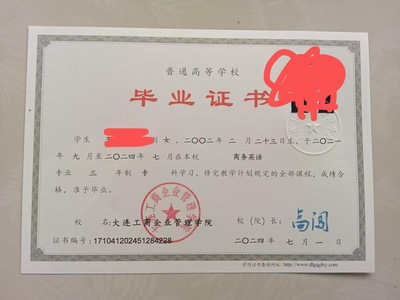 普通高等学校
毕业证书
学生 别 女，二〇〇二年 二月 二十三日生，于二〇二一
年 九月至二〇二四年 七月在本校 商务英语
专业 三 年制 专 科学习，修完教学计划规定的全部课程，成绩合
格，准予毕业。
校 名：大连工商企业管理学院
校（院）长：高闯
证书编号：171041202451284228
二〇二四年 七月一日